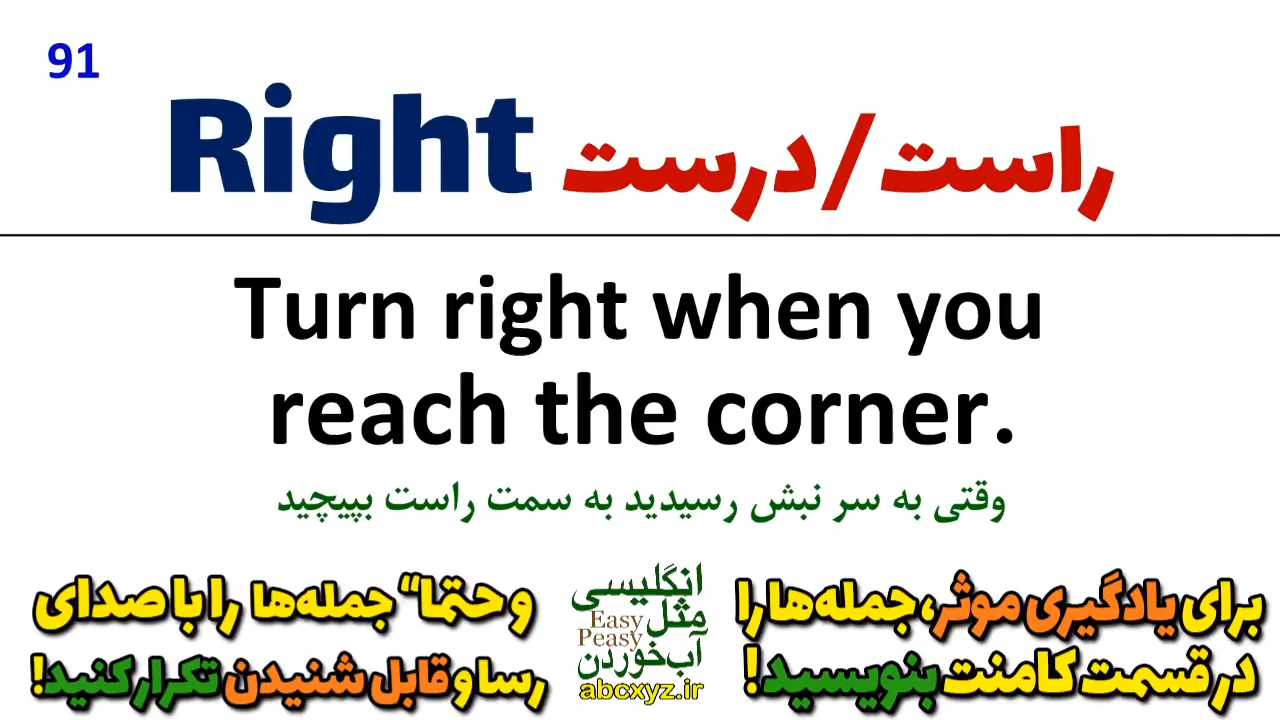 91
Right راست/درست
Turn right when you
reach the corner.
وقتی به سر نبش رسیدید به سمت راست بپیچید
برای یادگیری موثر، جمله‌ها را
در قسمت کامنت بنویسید!
انگلیسی
مثل
Easy
Peasy
آب خوردن
abcxyz.ir
و حتما“ جمله‌ها را با صدای
رسا و قابل شنیدن تکرار کنید!